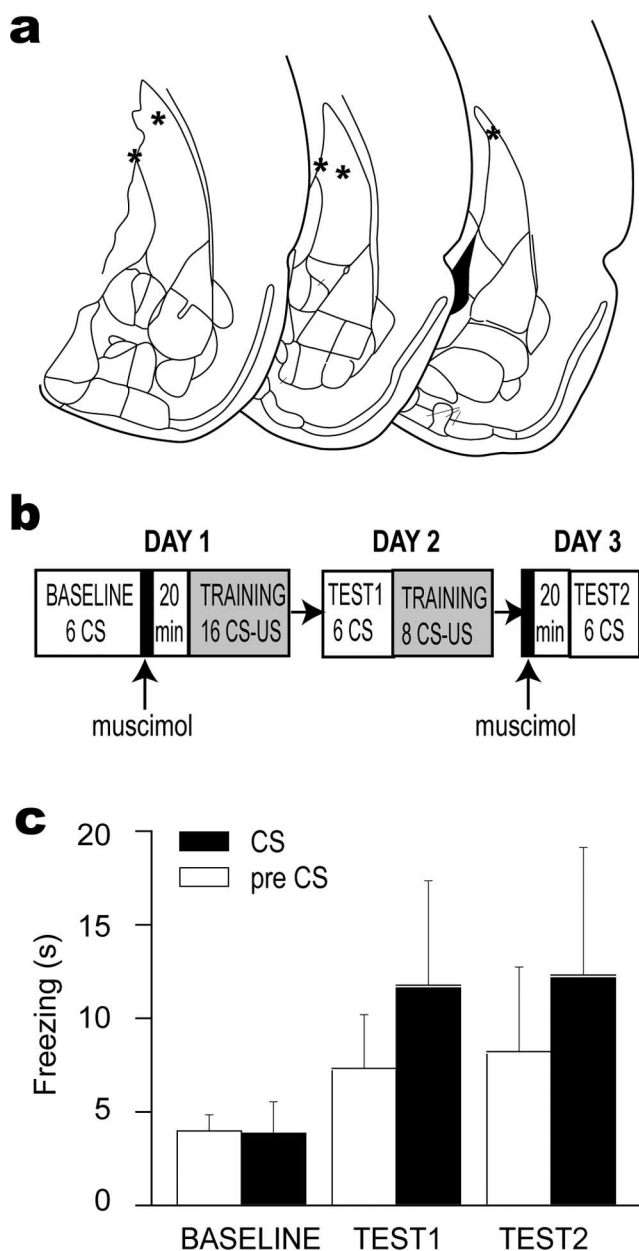 a
* * * * *
b
DAY 1 DAY 2 DAY 3
BASELINE 20 TRAINING TEST1 TRAINING 20 TEST2
6 CS min 16 CS-US 6 CS 8 CS-US min 6 CS
muscimol muscimol
c
20
15
10
5
0
Freezing (s)
CS
pre CS
BASELINE TEST1 TEST2